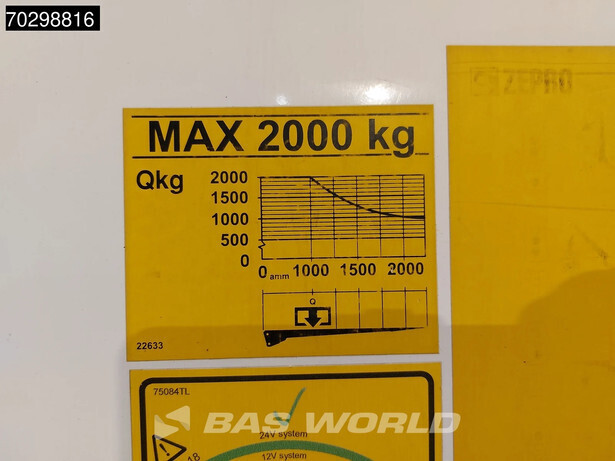 70298816
ZEPRO
MAX 2000 kg
Qkg
2000
1500
1000
500
0
0 amm 1000 1500 2000
Q
22633
75084TL
BAS WORLD
24V system
12V system
18